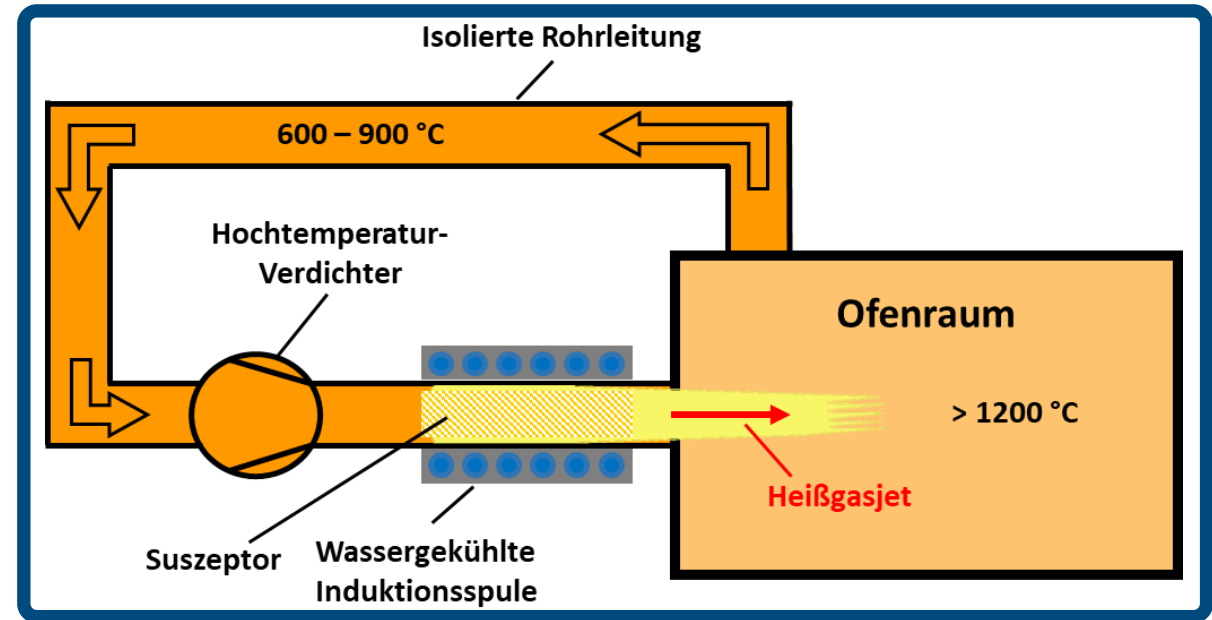 Isolierte Rohrleitung
600 – 900 °C
Hochtemperatur-
Verdichter
Ofenraum
> 1200 °C
Heißgasjet
Suszeptor
Wassergekühlte
Induktionsspule